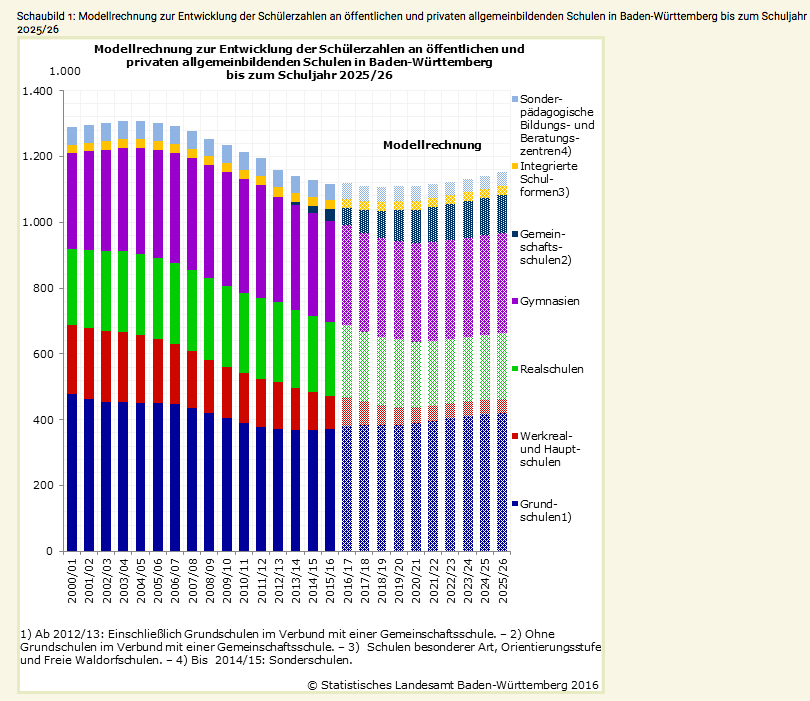 Schaubild 1: Modellrechnung zur Entwicklung der Schülerzahlen an öffentlichen und privaten allgemeinbildenden Schulen in Baden-Württemberg bis zum Schuljahr
2025/26
Modellrechnung zur Entwicklung der Schülerzahlen an öffentlichen und
privaten allgemeinbildenden Schulen in Baden-Württemberg
bis zum Schuljahr 2025/26
1.000
1.400
1.200
1.000
800
600
400
200
0
Modellrechnung
Sonder-
pädagogische
Bildungs- und
Beratungs-
zentren4)
Integrierte
Schul-
formen3)
Gemein-
schafts-
schulen2)
Gymnasien
Realschulen
Werkreal-
und Haupt-
schulen
Grund-
schulen1)
2000/01
2001/02
2002/03
2003/04
2004/05
2005/06
2006/07
2007/08
2008/09
2009/10
2010/11
2011/12
2012/13
2013/14
2014/15
2015/16
2016/17
2017/18
2018/19
2019/20
2020/21
2021/22
2022/23
2023/24
2024/25
2025/26
1) Ab 2012/13: Einschließlich Grundschulen im Verbund mit einer Gemeinschaftsschule. – 2) Ohne
Grundschulen im Verbund mit einer Gemeinschaftsschule. – 3) Schulen besonderer Art, Orientierungsstufe
und Freie Waldorfschulen. – 4) Bis 2014/15: Sonderschulen.
© Statistisches Landesamt Baden-Württemberg 2016